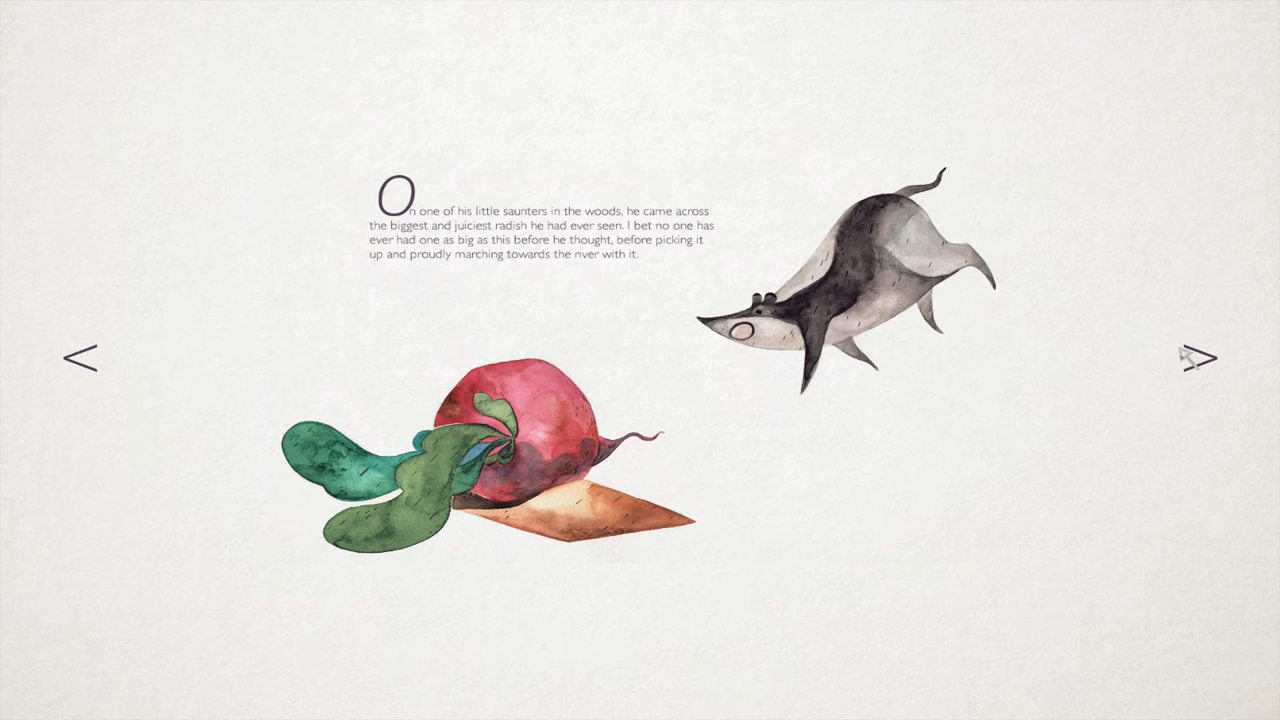 On one of his little saunters in the woods, he came across
the biggest and juiciest radish he had ever seen. I bet no one has
ever had one as big as this before he thought, before picking it
up and proudly marching towards the river with it.
< >